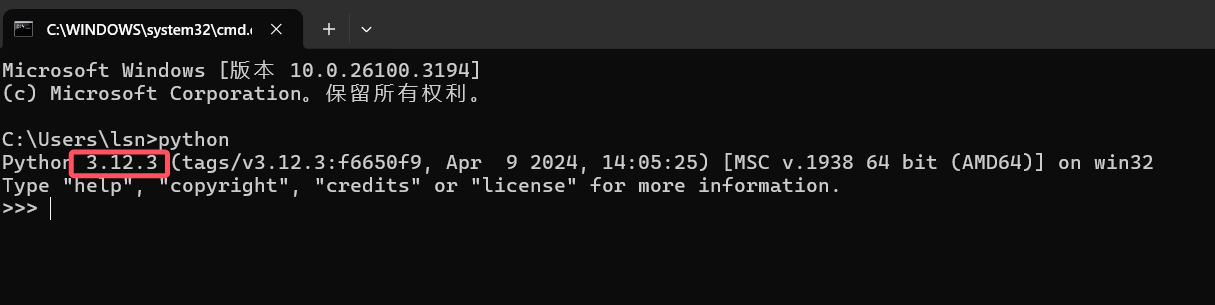 C:\WINDOWS\system32\cmd.e
Microsoft Windows [版本 10.0.26100.3194]
(c) Microsoft Corporation。保留所有权利。
C:\Users\lsn>python
Python 3.12.3 (tags/v3.12.3:f6650f9, Apr  9 2024, 14:05:25) [MSC v.1938 64 bit (AMD64)] on win32
Type "help", "copyright", "credits" or "license" for more information.
>>>